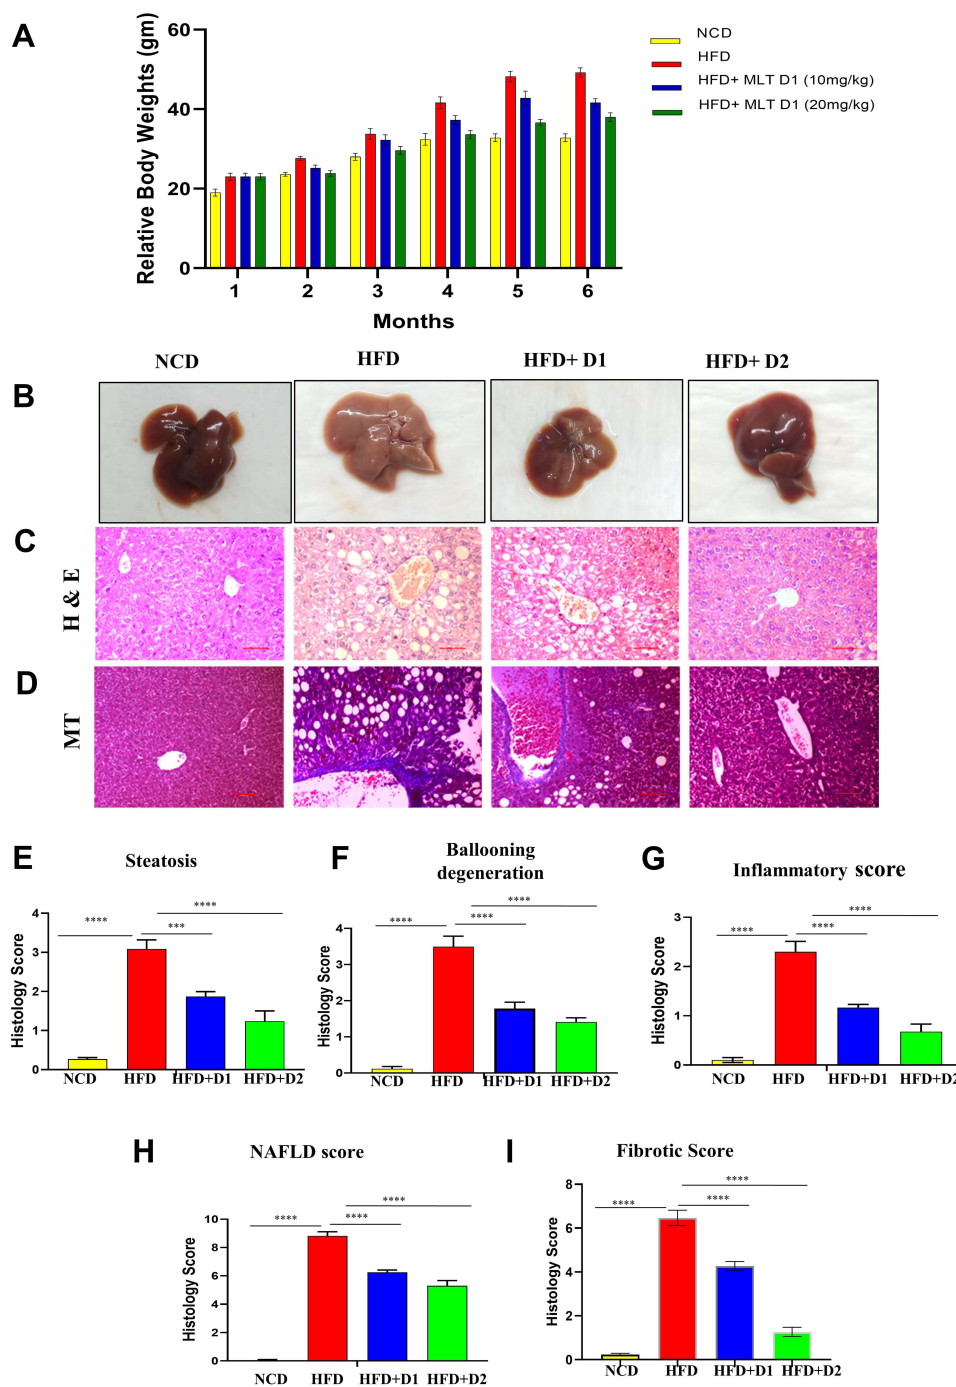 A
Relative Body Weights (gm)
60
40
20
0
1 2 3 4 5 6
Months
NCD
HFD
HFD+ MLT D1 (10mg/kg)
HFD+ MLT D1 (20mg/kg)
NCD HFD HFD+ D1 HFD+ D2
B
C
H & E
D
MT
E
Steatosis
Histology Score
4
3
2
1
0
**** *** ****
NCD HFD HFD+D1 HFD+D2
F
Ballooning
degeneration
Histology Score
4
3
2
1
0
**** **** ****
NCD HFD HFD+D1 HFD+D2
G
Inflammatory score
Histology Score
3
2
1
0
**** **** ****
NCD HFD HFD+D1 HFD+D2
H
NAFLD score
Histology Score
10
8
6
4
2
0
**** **** ****
NCD HFD HFD+D1 HFD+D2
I
Fibrotic Score
Histology Score
8
6
4
2
0
**** **** ****
NCD HFD HFD+D1 HFD+D2